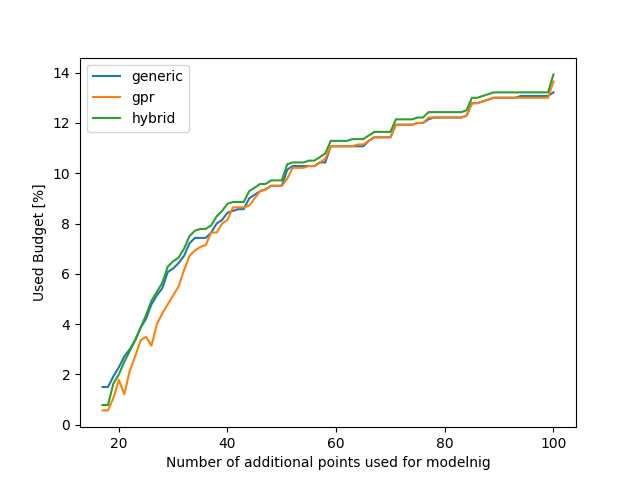 generic
gpr
hybrid
14
12
10
8
6
4
2
0
Used Budget [%]
20 40 60 80 100
Number of additional points used for modelnig